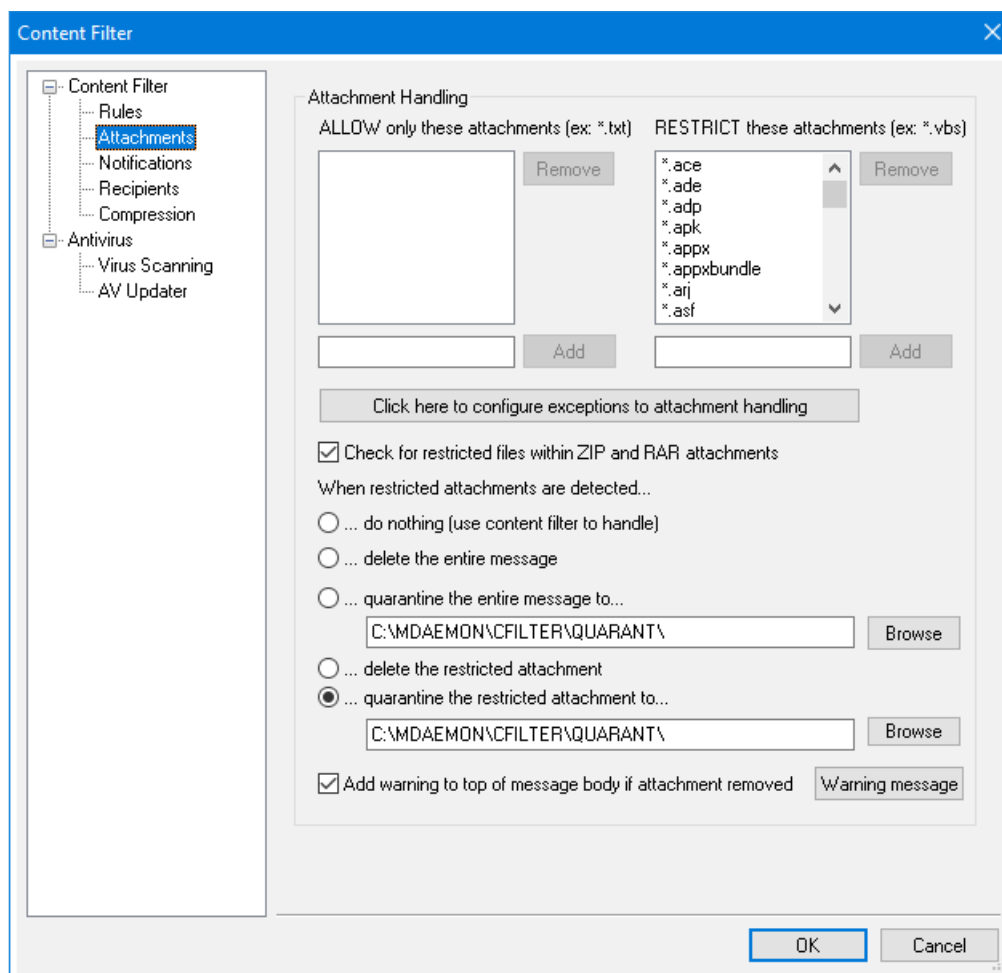 Content Filter
Content Filter
Rules
Attachments
Notifications
Recipients
Compression
Antivirus
Virus Scanning
AV Updater
Attachment Handling
ALLOW only these attachments (ex: *.txt)
RESTRICT these attachments (ex: *.vbs)
Remove
*.ace
*.ade
*.adp
*.apk
*.appx
*.appxbundle
*.arj
*.asf
Remove
Add
Add
Click here to configure exceptions to attachment handling
Check for restricted files within ZIP and RAR attachments
When restricted attachments are detected...
... do nothing (use content filter to handle)
... delete the entire message
... quarantine the entire message to...
C:\MDAEMON\CFILTER\QUARANT\
Browse
... delete the restricted attachment
... quarantine the restricted attachment to...
C:\MDAEMON\CFILTER\QUARANT\
Browse
Add warning to top of message body if attachment removed
Warning message
OK
Cancel